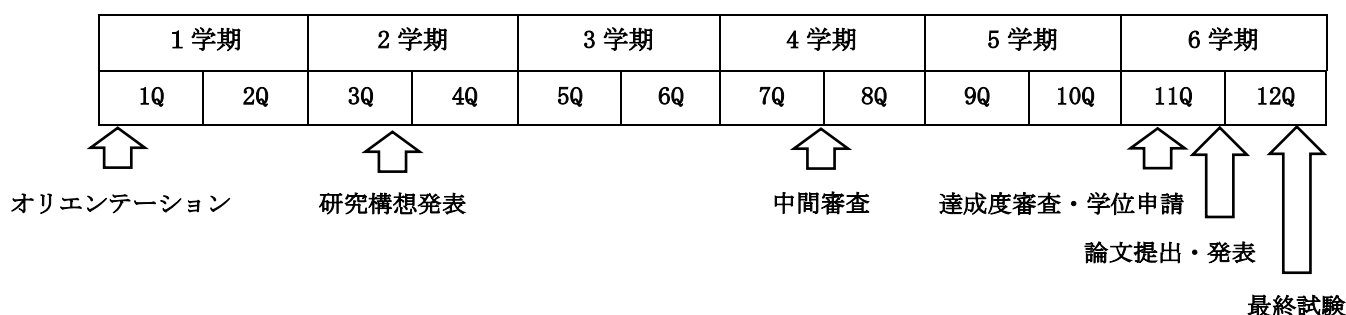 1学期 2学期 3学期 4学期 5学期 6学期
1Q 2Q 3Q 4Q 5Q 6Q 7Q 8Q 9Q 10Q 11Q 12Q
オリエンテーション 研究構想発表 中間審査 達成度審査・学位申請
論文提出・発表
最終試験